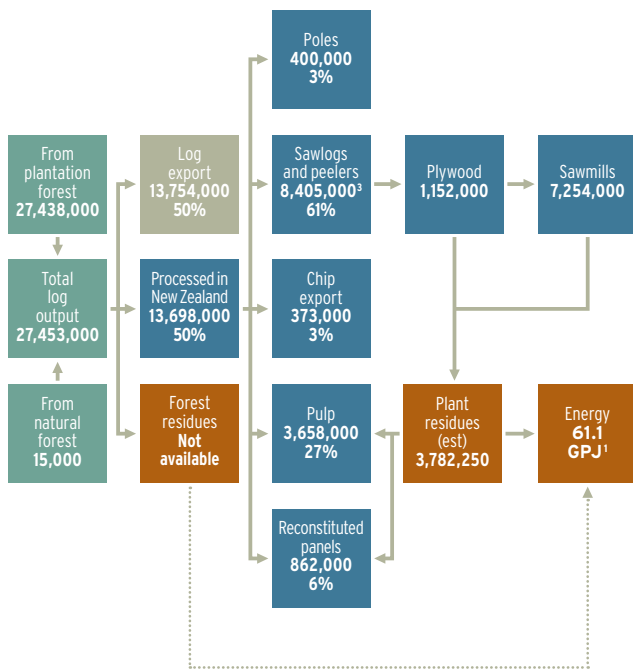 Poles
400,000
3%
From
plantation
forest
27,438,000
Log
export
13,754,000
50%
Sawlogs
and peelers
8,405,000³
61%
Plywood
1,152,000
Sawmills
7,254,000
Total
log
output
27,453,000
Processed in
New Zealand
13,698,000
50%
Chip
export
373,000
3%
From
natural
forest
15,000
Forest
residues
Not
available
Pulp
3,658,000
27%
Plant
residues
(est)
3,782,250
Energy
61.1
GPJ¹
Reconstituted
panels
862,000
6%